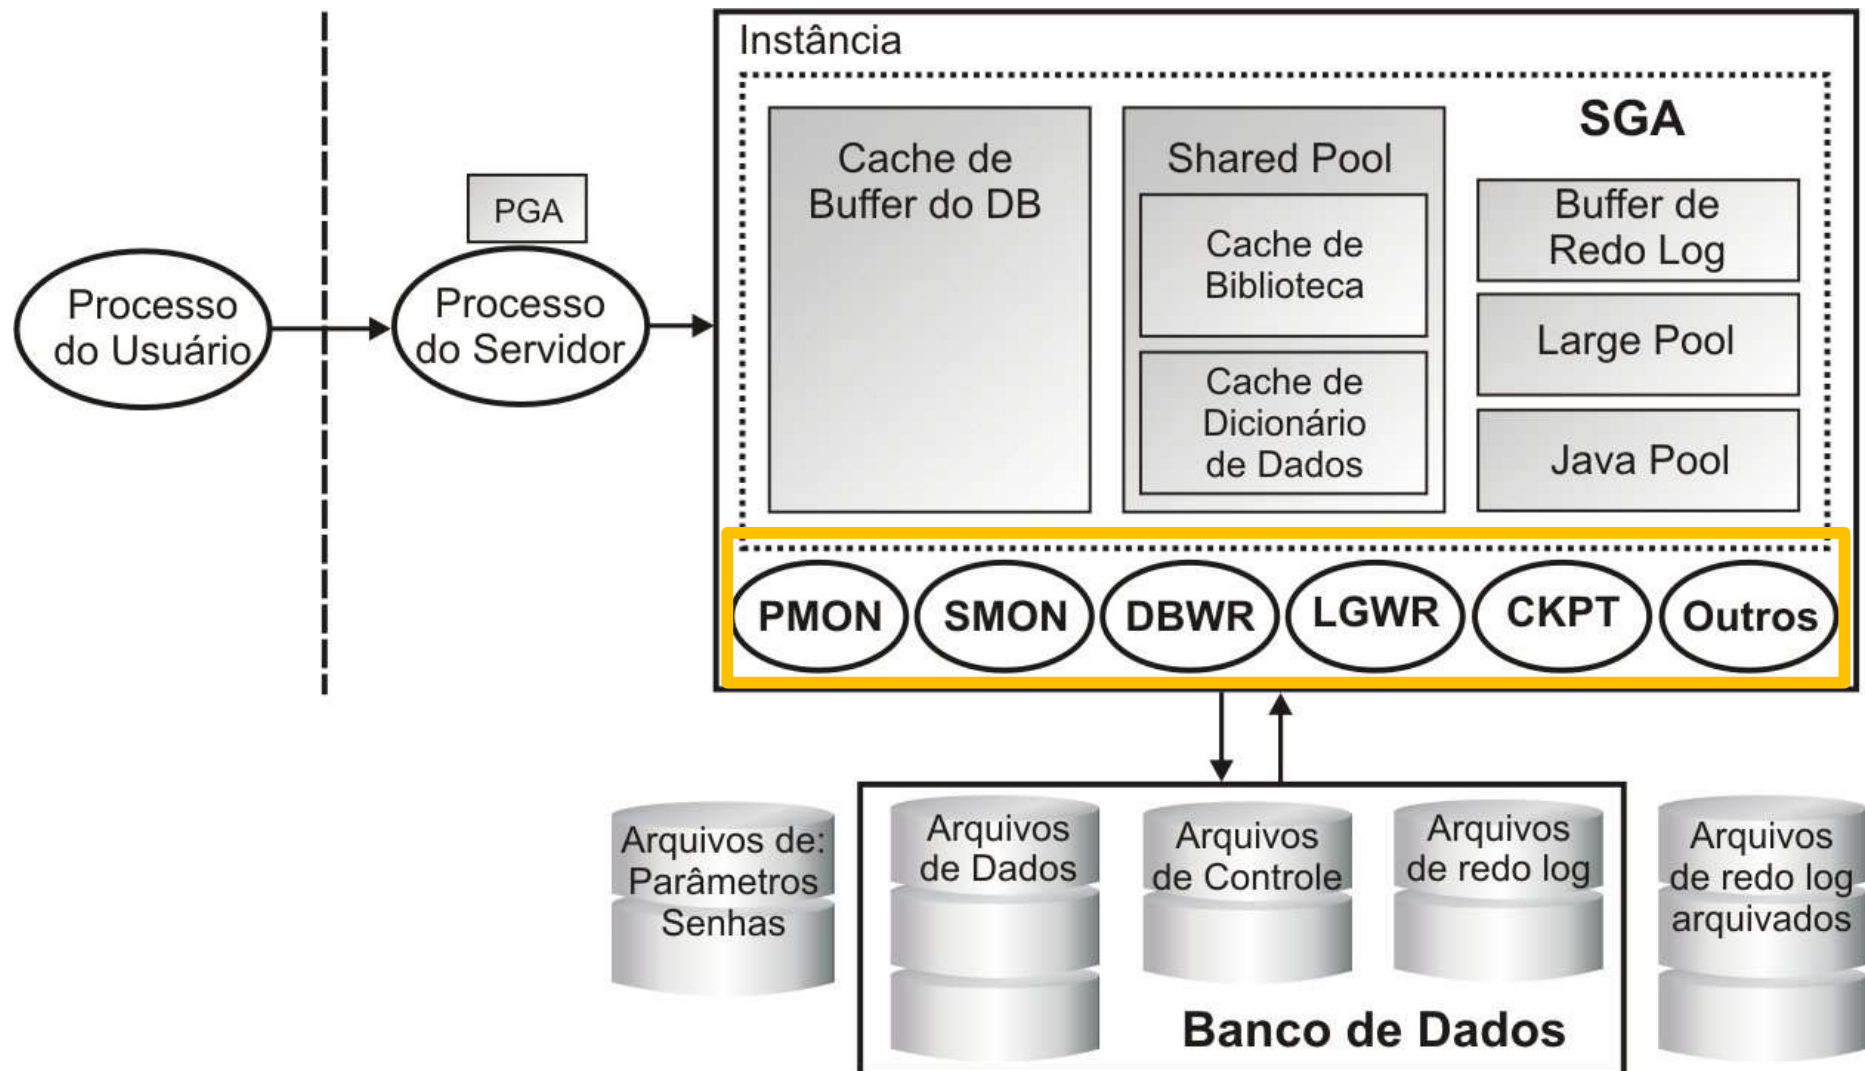 Instância
SGA
Cache de
Buffer do DB
Shared Pool
Cache de
Biblioteca
Cache de
Dicionário
de Dados
Buffer de
Redo Log
Large Pool
Java Pool
PGA
Processo
do Usuário
Processo
do Servidor
PMON
SMON
DBWR
LGWR
CKPT
Outros
Arquivos de:
Parâmetros
Senhas
Arquivos
de Dados
Arquivos
de Controle
Arquivos
de redo log
Arquivos
de redo log
arquivados
Banco de Dados